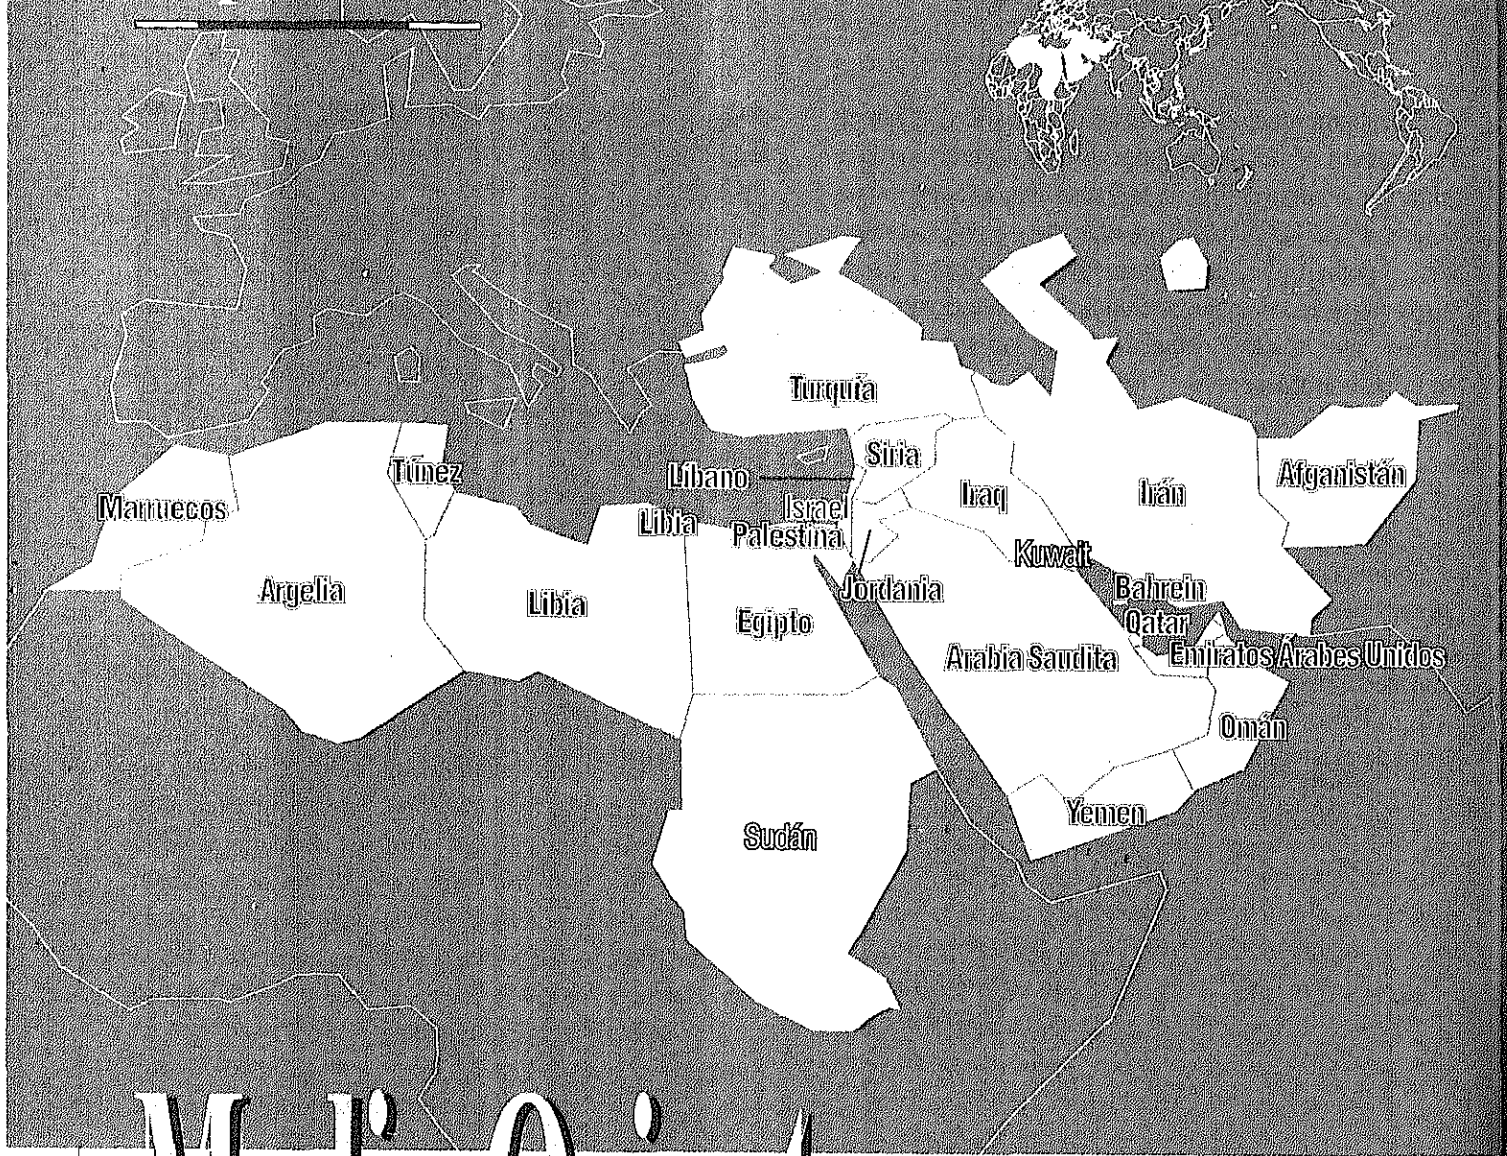 Turquía
Siria
Líbano
Túnez
Afganistán
Marruecos
Iraq
Irán
Israel
Libia
Palestina
Kuwait
Argelia
Jordania
Bahrein
Libia
Egipto
Qatar
Arabia Saudita
Emiratos Árabes Unidos
Omán
Yemen
Sudán